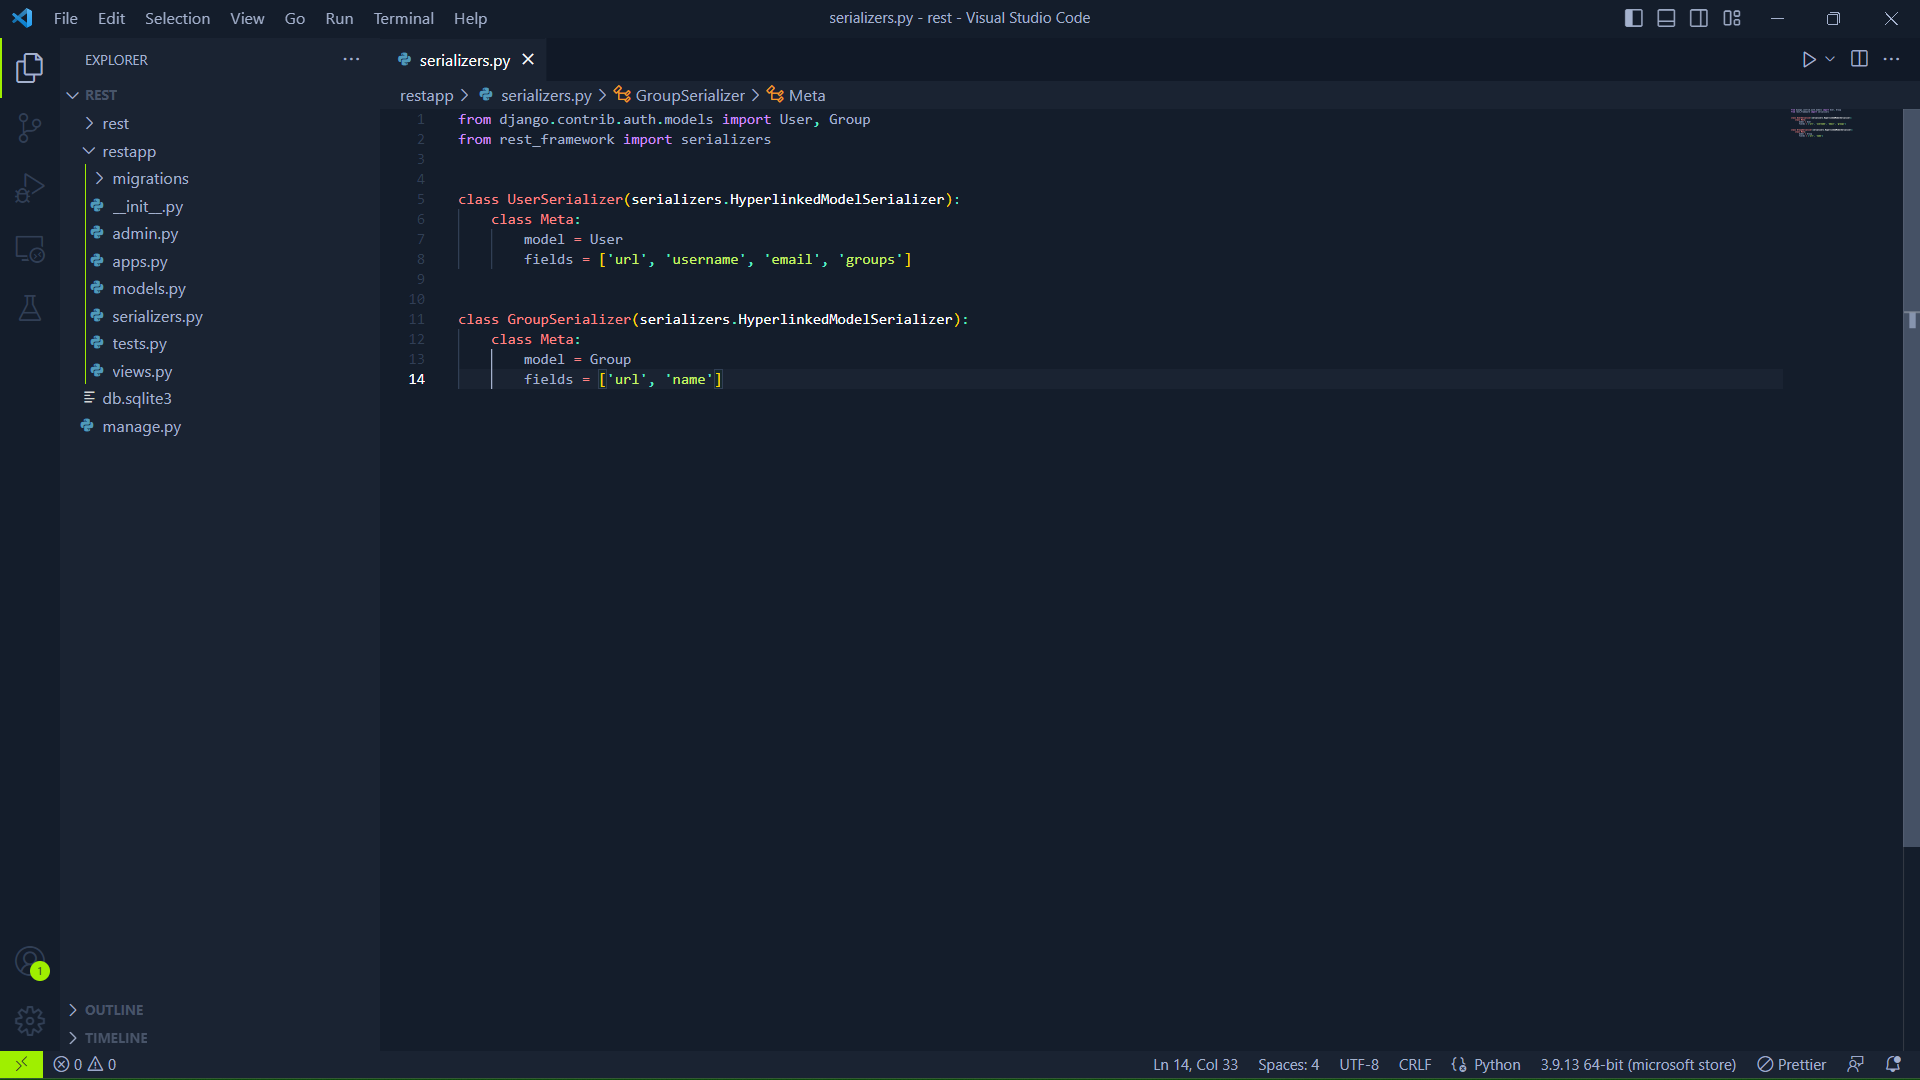 File Edit Selection View Go Run Terminal Help
serializers.py - rest - Visual Studio Code
EXPLORER
REST
rest
restapp
migrations
__init__.py
admin.py
apps.py
models.py
serializers.py
tests.py
views.py
db.sqlite3
manage.py
OUTLINE
TIMELINE
serializers.py
restapp > serializers.py > GroupSerializer > Meta
1 from django.contrib.auth.models import User, Group
2 from rest_framework import serializers
3
4
5 class UserSerializer(serializers.HyperlinkedModelSerializer):
6 class Meta:
7 model = User
8 fields = ['url', 'username', 'email', 'groups']
9
10
11 class GroupSerializer(serializers.HyperlinkedModelSerializer):
12 class Meta:
13 model = Group
14 fields = ['url', 'name']
1
0 0
Ln 14, Col 33 Spaces: 4 UTF-8 CRLF Python 3.9.13 64-bit (microsoft store) Prettier